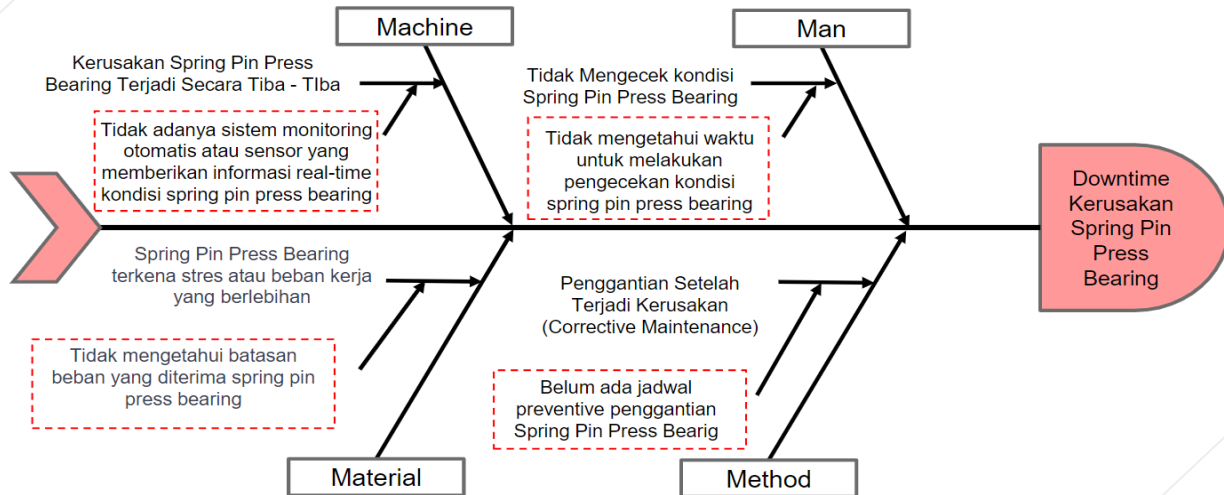 Machine
Kerusakan Spring Pin Press
Bearing Terjadi Secara Tiba - TIba
Tidak adanya sistem monitoring
otomatis atau sensor yang
memberikan informasi real-time
kondisi spring pin press bearing
Man
Tidak Mengecek kondisi
Spring Pin Press Bearing
Tidak mengetahui waktu
untuk melakukan
pengecekan kondisi
spring pin press bearing
Downtime
Kerusakan
Spring Pin
Press
Bearing
Spring Pin Press Bearing
terkena stres atau beban kerja
yang berlebihan
Tidak mengetahui batasan
beban yang diterima spring pin
press bearing
Material
Penggantian Setelah
Terjadi Kerusakan
(Corrective Maintenance)
Belum ada jadwal
preventive penggantian
Spring Pin Press Bearig
Method